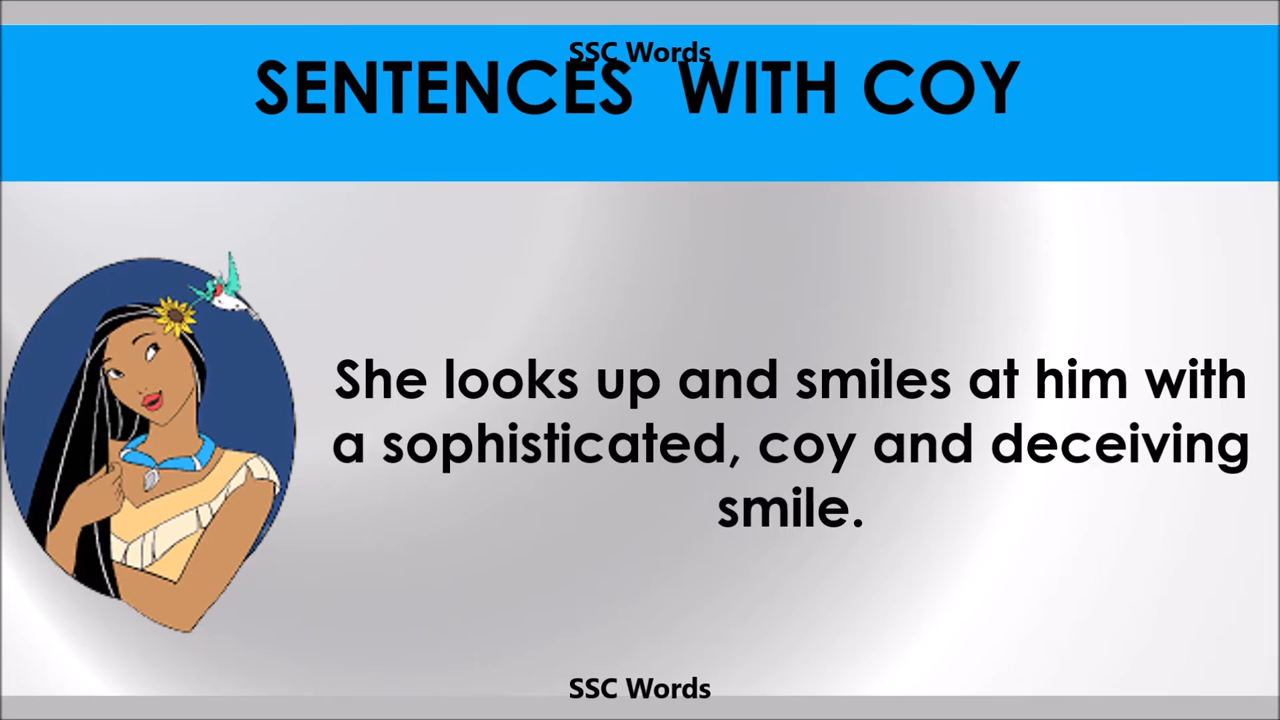 SSC Words
SENTENCES WITH COY
She looks up and smiles at him with
a sophisticated, coy and deceiving
smile.
SSC Words